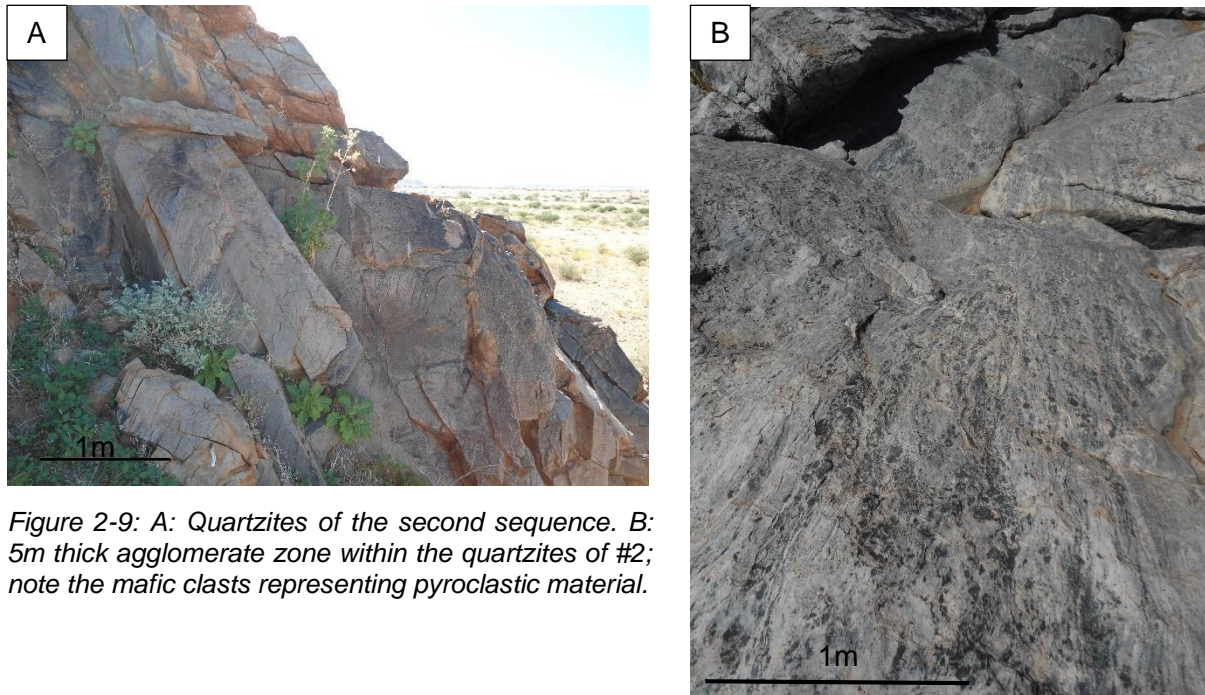 A
1m
Figure 2-9: A: Quartzites of the second sequence. B:
5m thick agglomerate zone within the quartzites of #2;
note the mafic clasts representing pyroclastic material.
B
1m